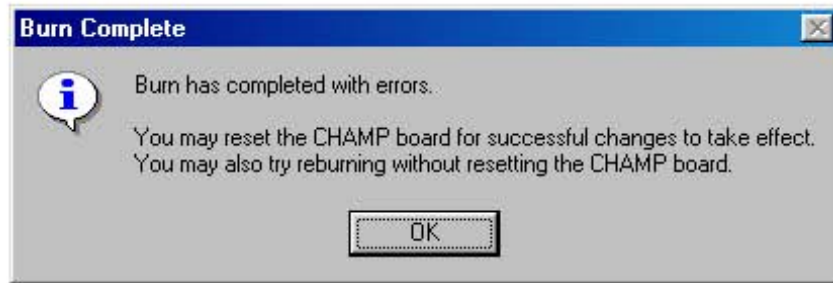 Burn Complete
Burn has completed with errors.
You may reset the CHAMP board for successful changes to take effect.
You may also try reburning without resetting the CHAMP board.
OK